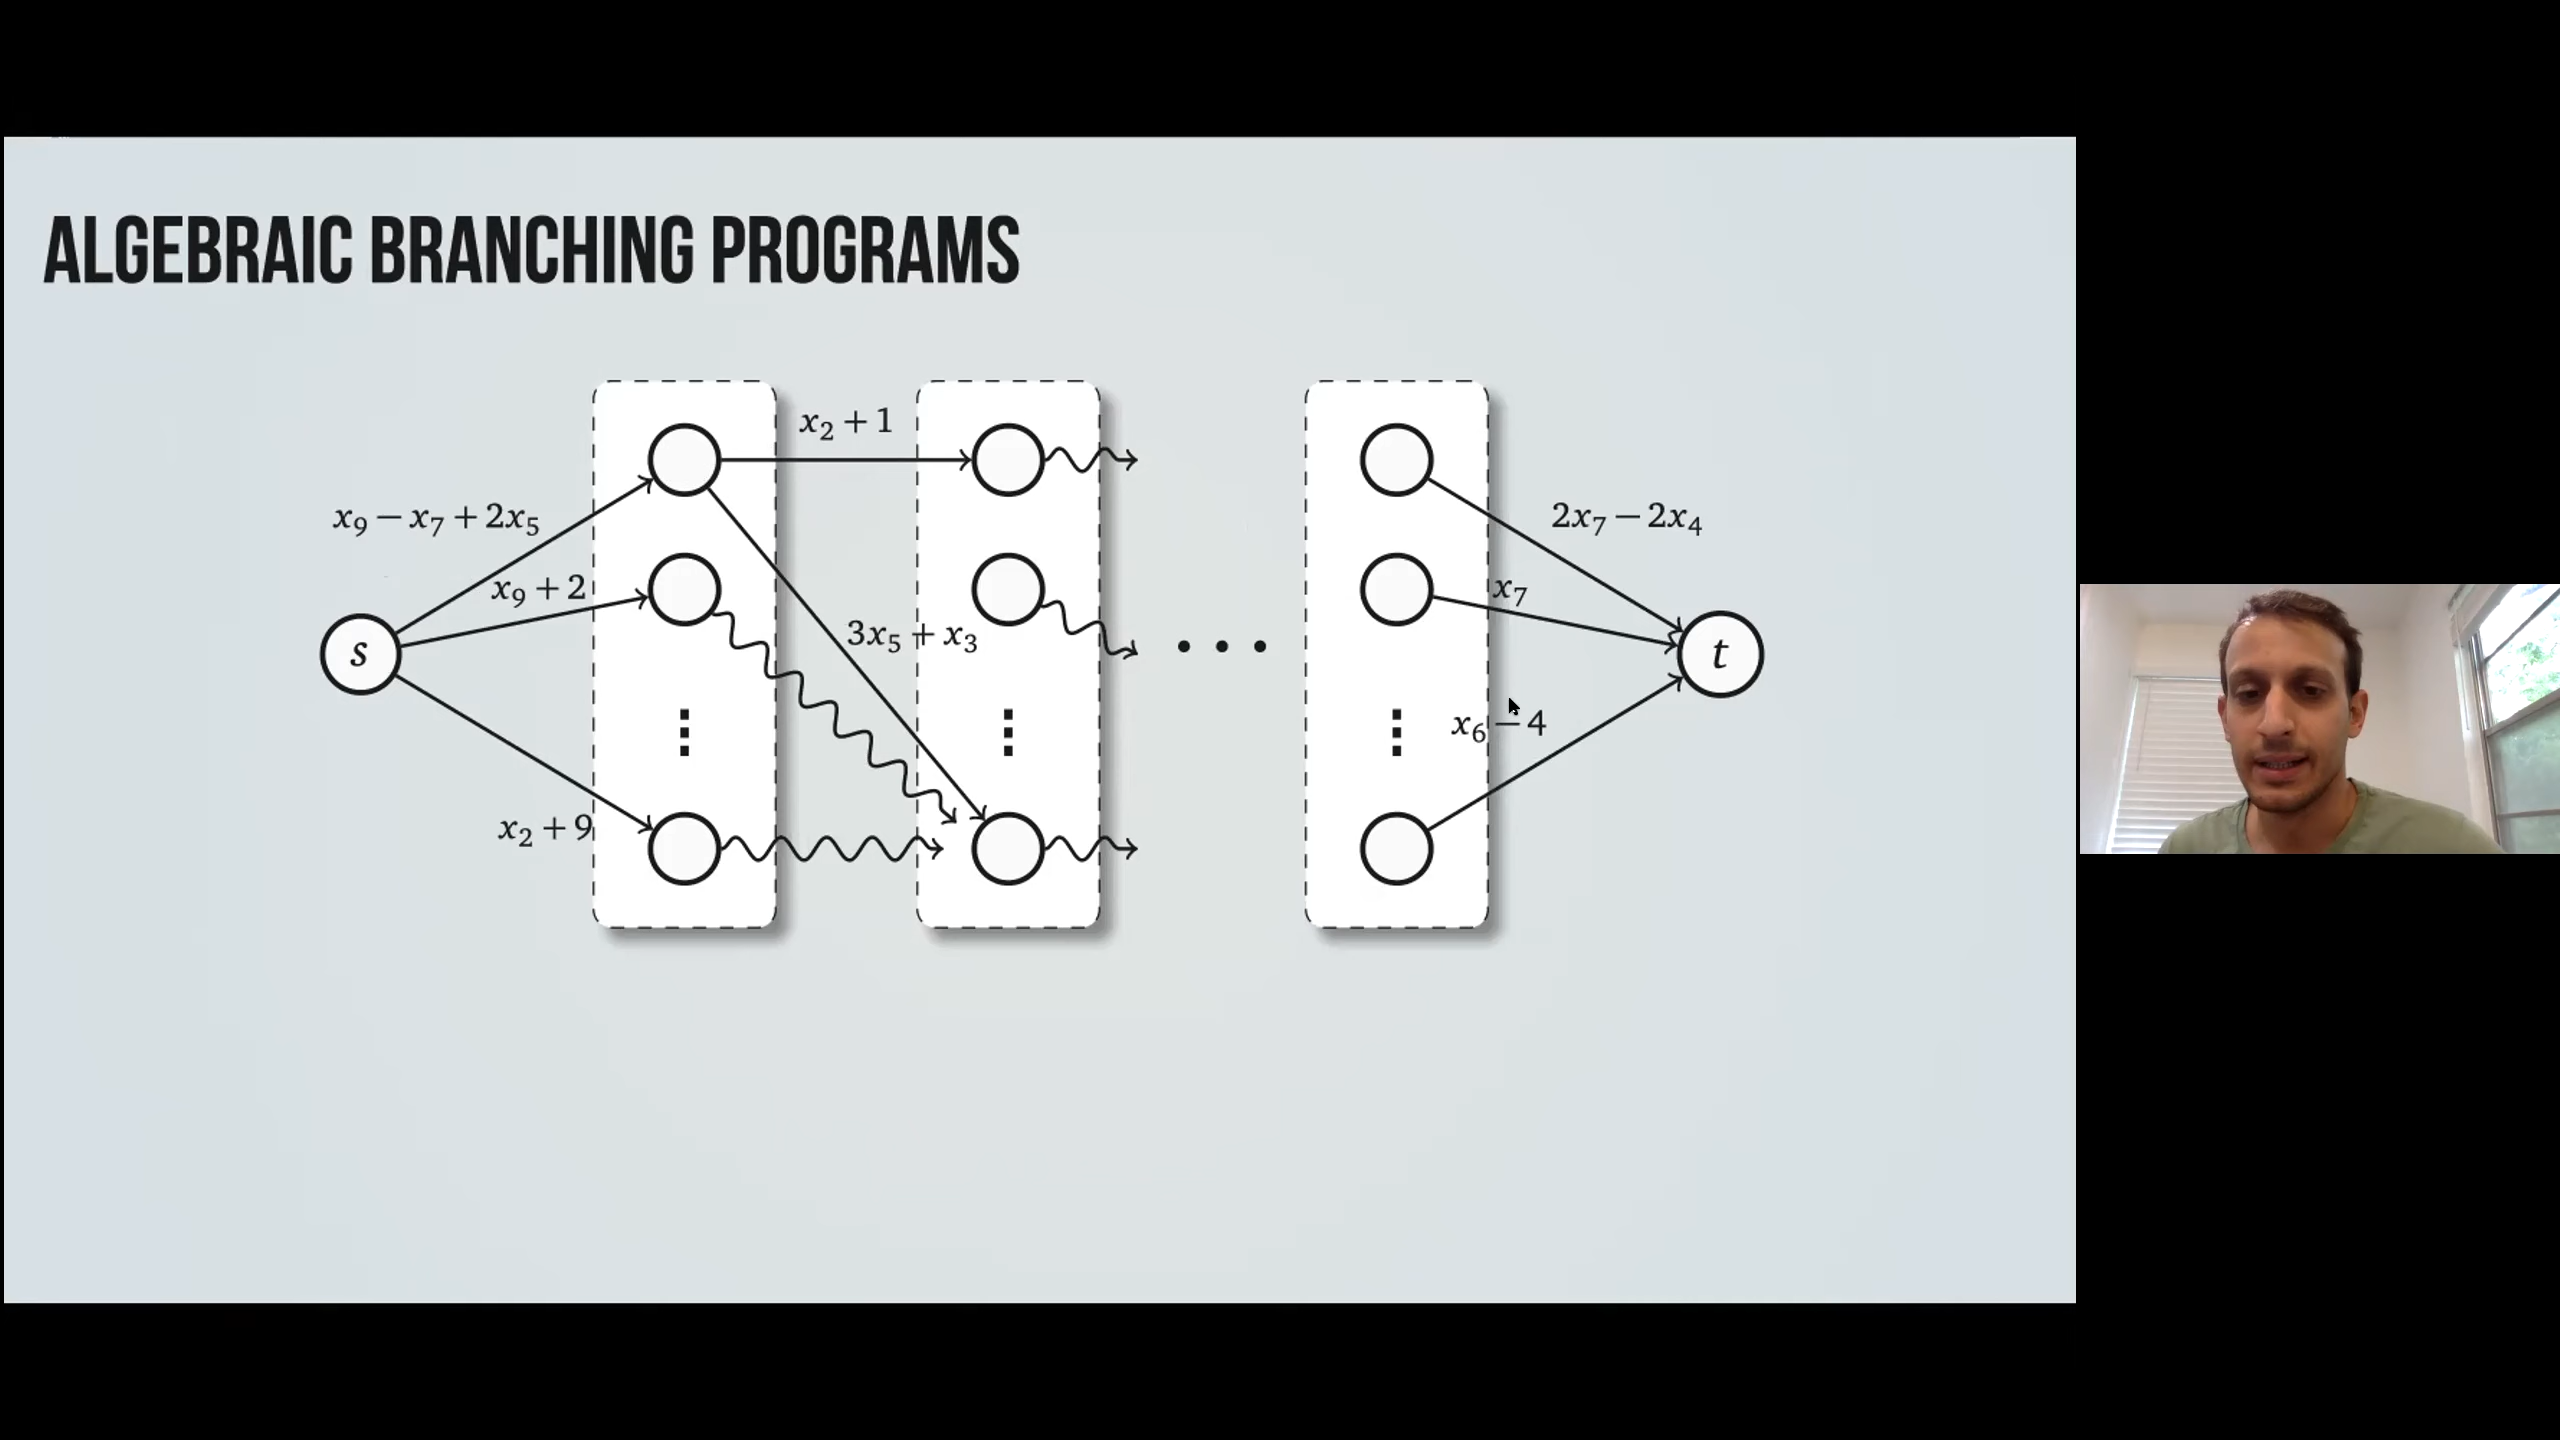 ALGEBRAIC BRANCHING PROGRAMS
x₂ + 1
x₉ − x₇ + 2x₅
2x₇ − 2x₄
x₉ + 2
x₇
3x₅ + x₃
s
t
x₆ − 4
x₂ + 9